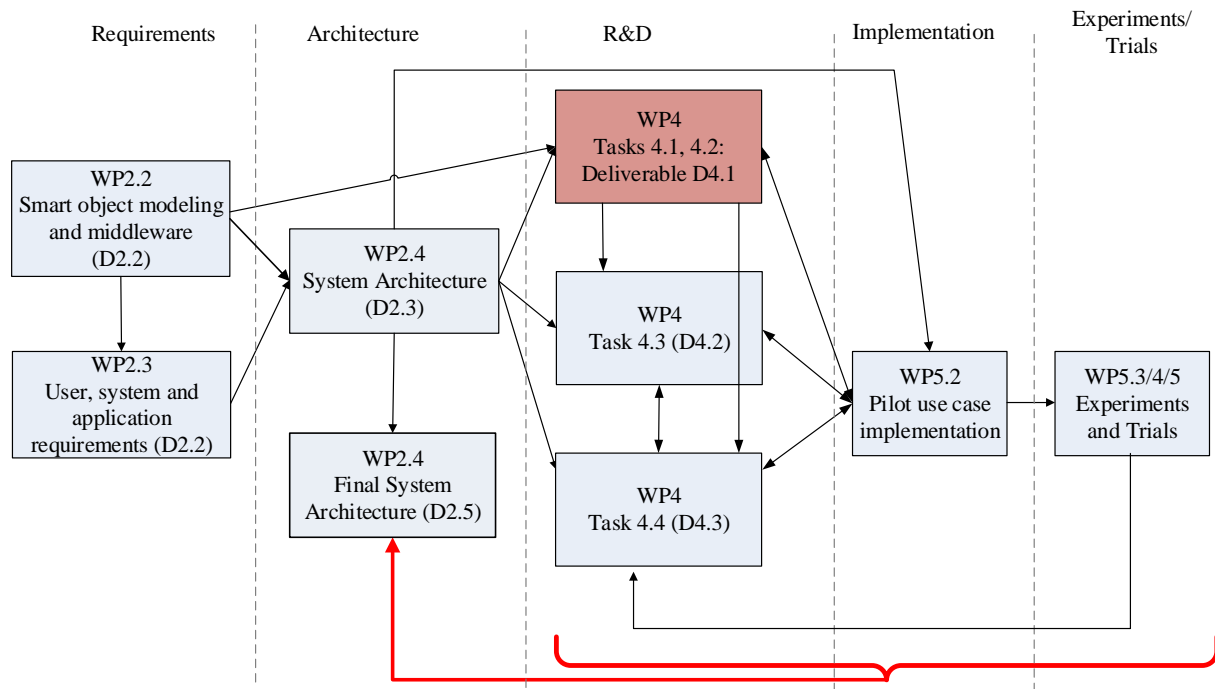 Requirements
Architecture
R&D
Implementation
Experiments/
Trials
WP2.2
Smart object modeling
and middleware
(D2.2)
WP2.3
User, system and
application
requirements (D2.2)
WP2.4
System Architecture
(D2.3)
WP2.4
Final System
Architecture (D2.5)
WP4
Tasks 4.1, 4.2:
Deliverable D4.1
WP4
Task 4.3 (D4.2)
WP4
Task 4.4 (D4.3)
WP5.2
Pilot use case
implementation
WP5.3/4/5
Experiments
and Trials